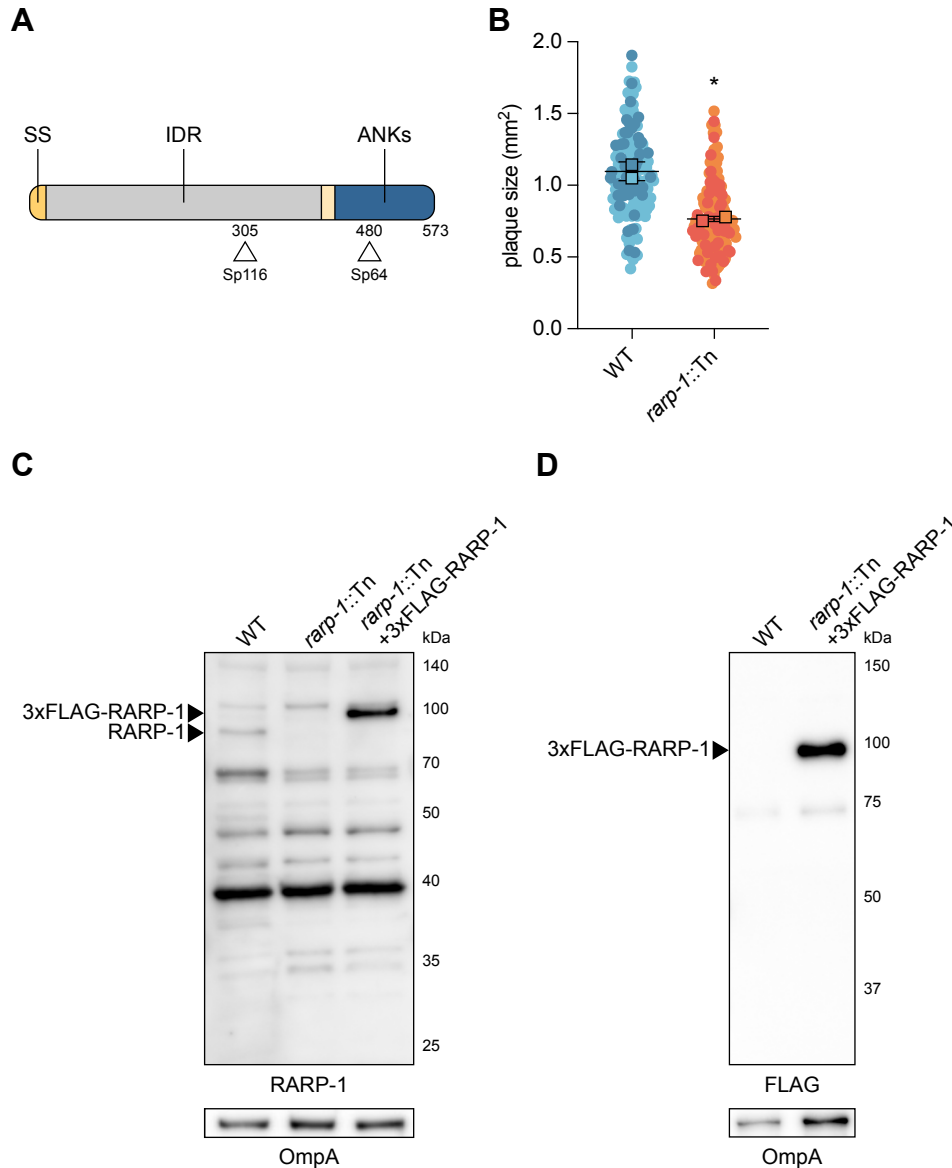 A
SS
IDR
ANKs
305
480
573
Sp116
Sp64
B
2.0
1.5
1.0
0.5
0.0
plaque size (mm²)
*
WT
rarp-1::Tn
C
WT
rarp-1::Tn
rarp-1::Tn
+3xFLAG-RARP-1
kDa
3xFLAG-RARP-1
RARP-1
140
100
70
50
40
35
25
RARP-1
OmpA
D
WT
rarp-1::Tn
+3xFLAG-RARP-1
kDa
3xFLAG-RARP-1
150
100
75
50
37
FLAG
OmpA